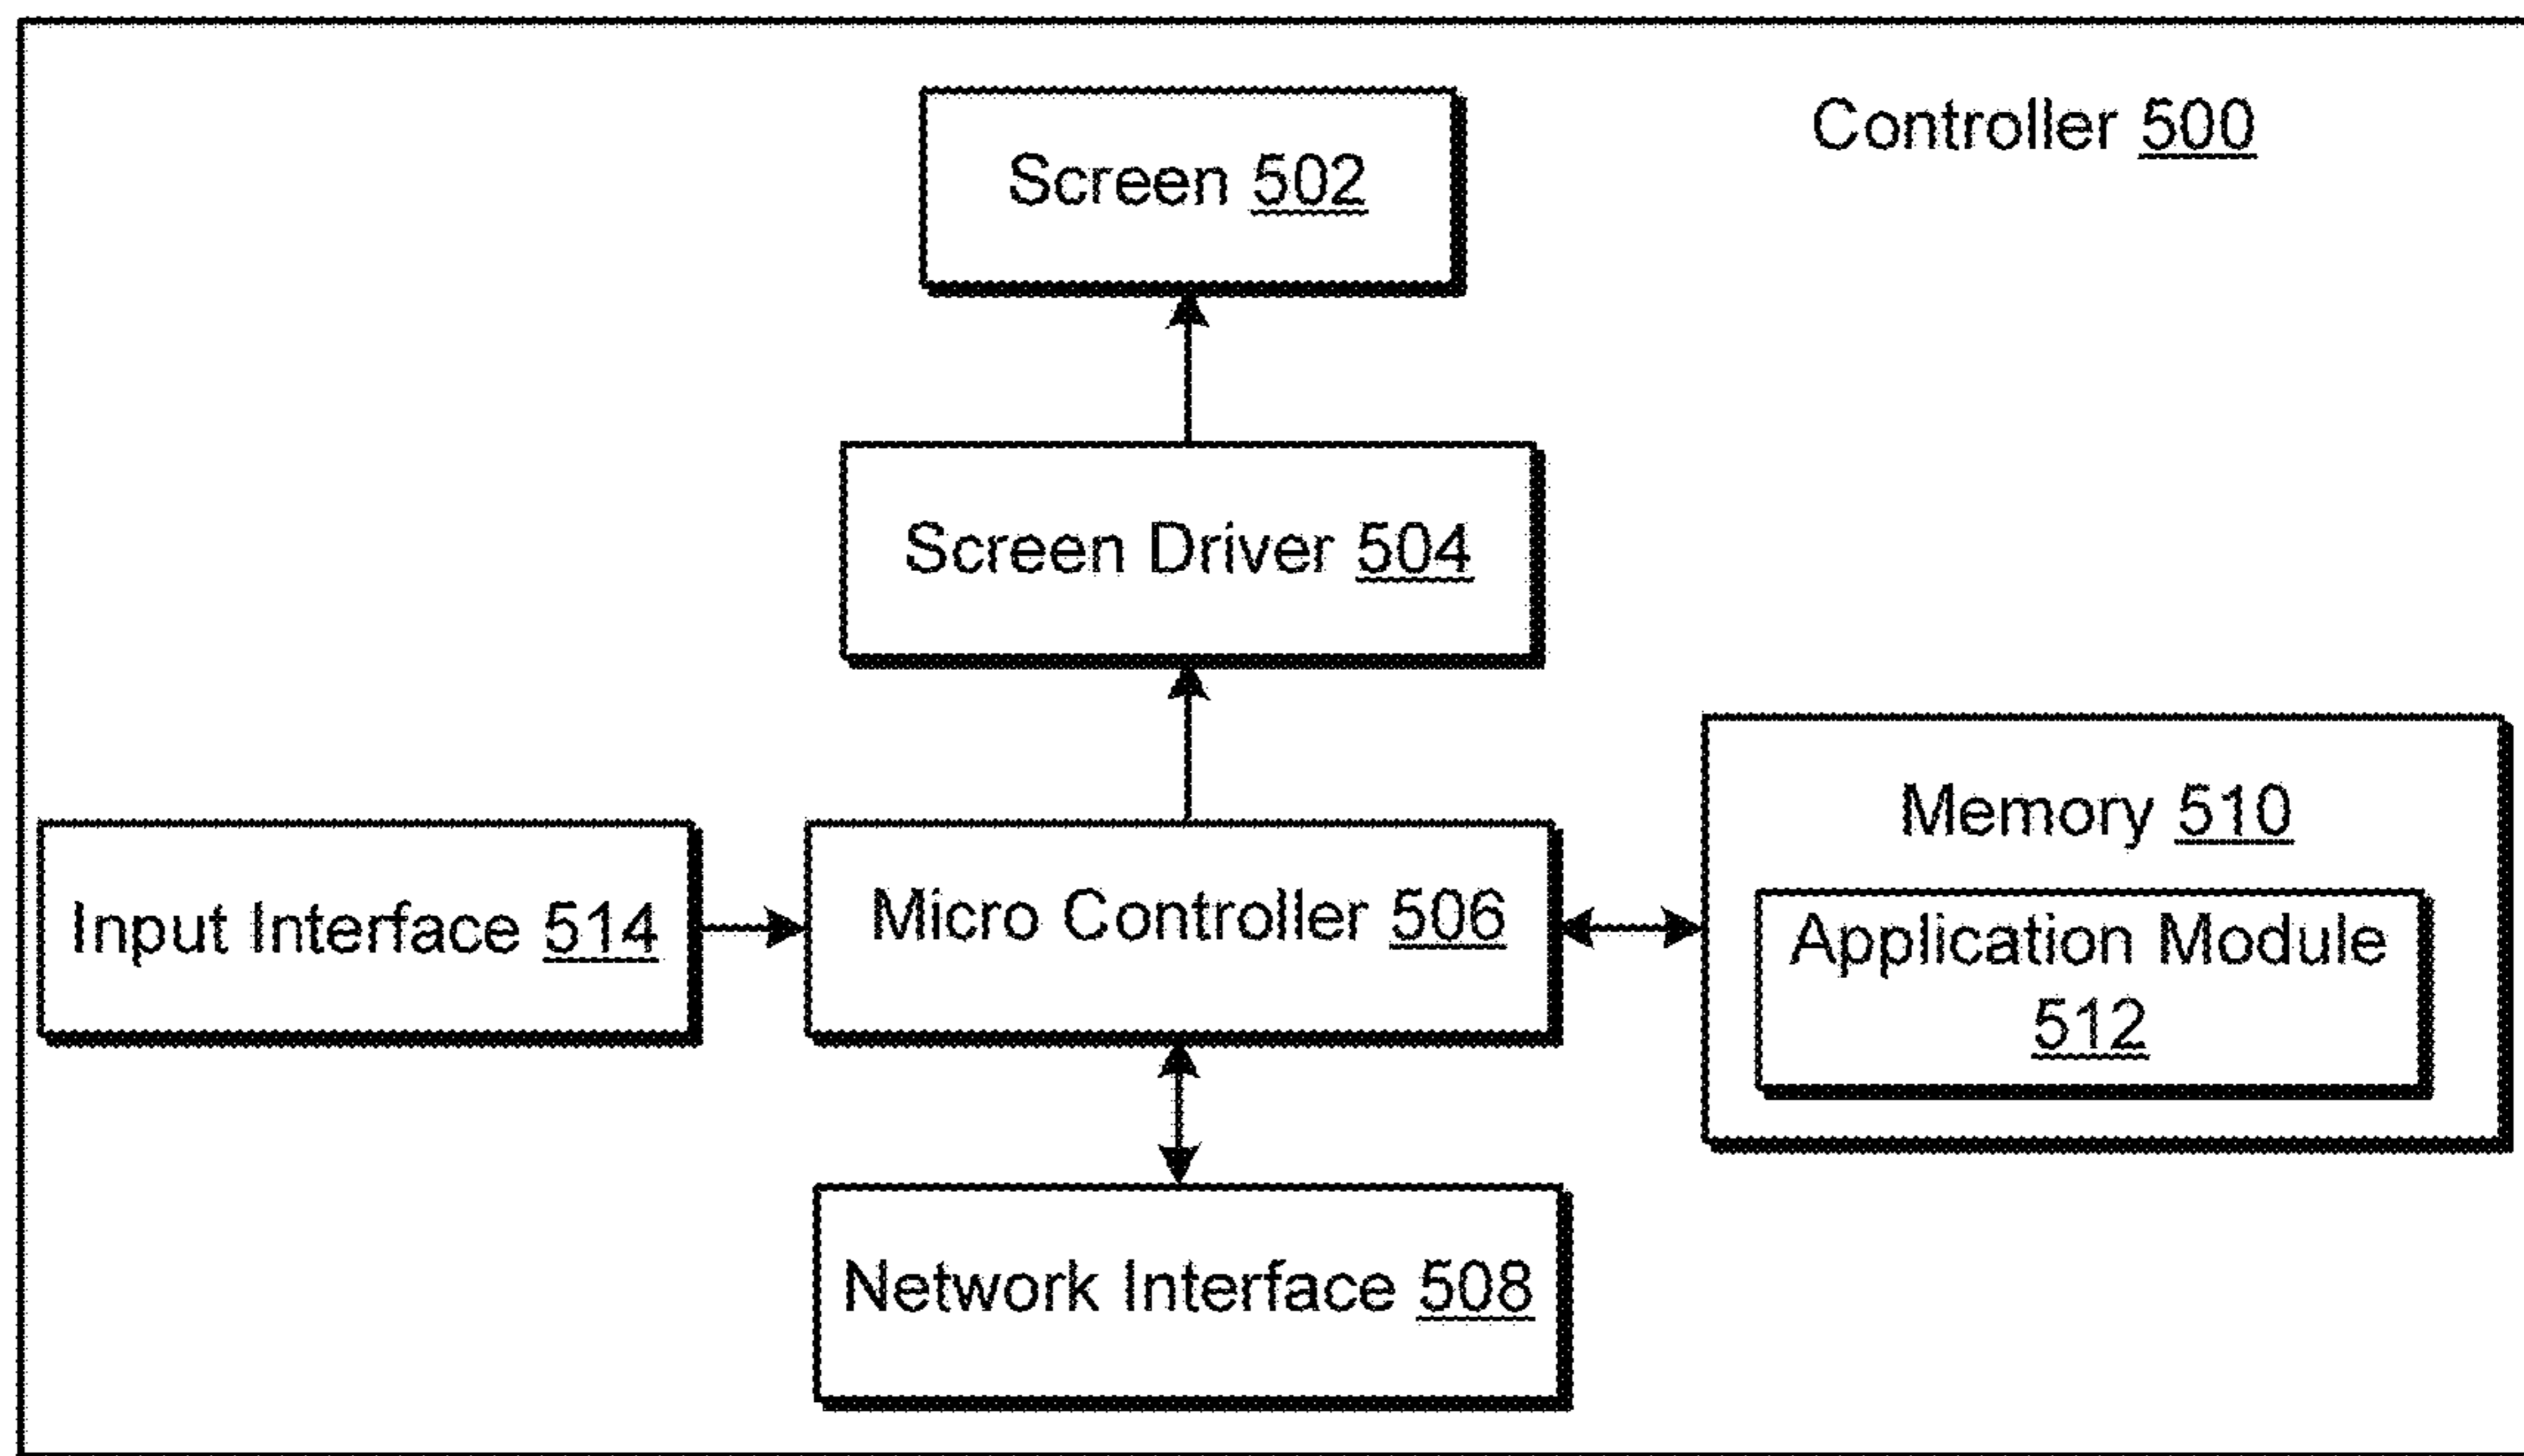 Controller 500
Screen 502
Screen Driver 504
Memory 510
Input Interface 514
Micro Controller 506
Application Module
512
Network Interface 508